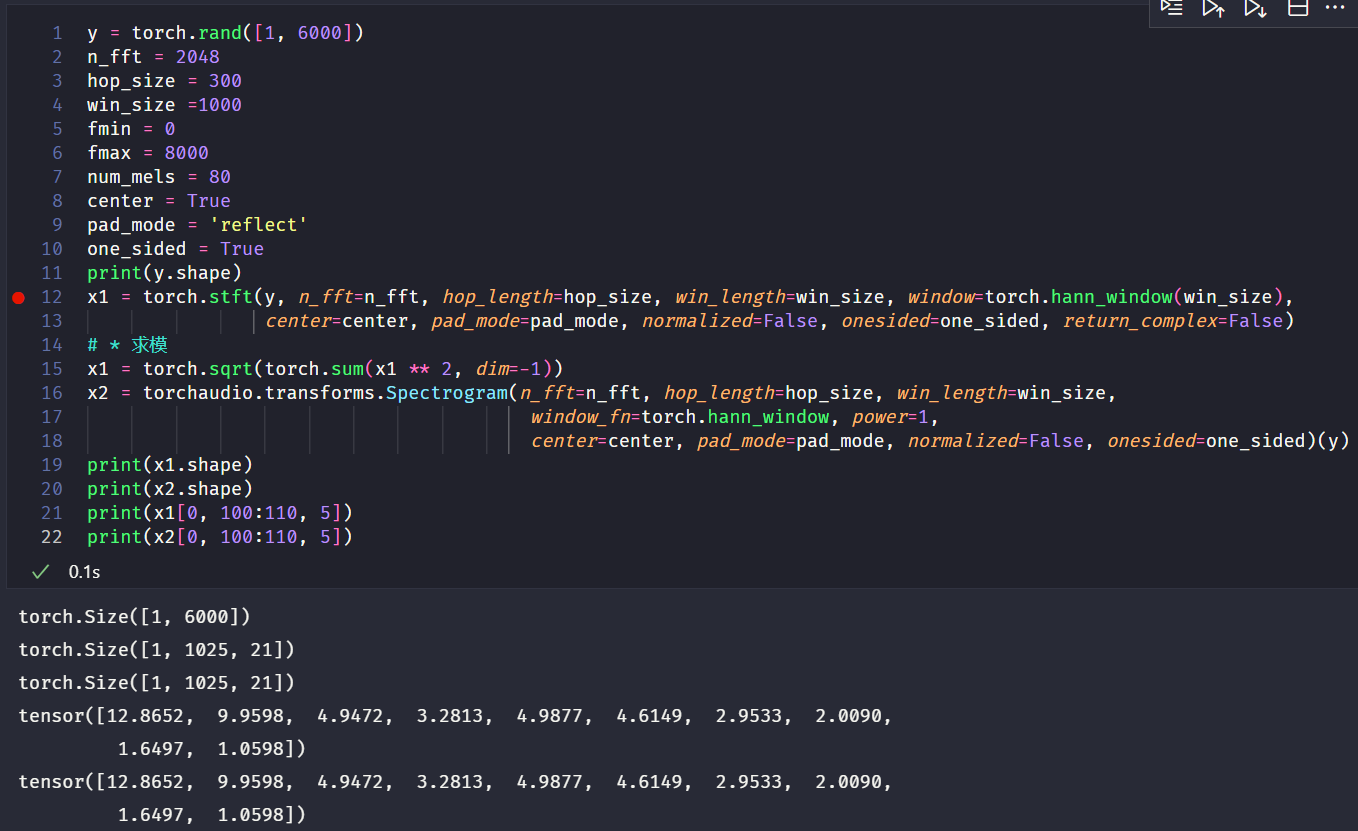 1 y = torch.rand([1, 6000])
2 n_fft = 2048
3 hop_size = 300
4 win_size =1000
5 fmin = 0
6 fmax = 8000
7 num_mels = 80
8 center = True
9 pad_mode = 'reflect'
10 one_sided = True
11 print(y.shape)
12 x1 = torch.stft(y, n_fft=n_fft, hop_length=hop_size, win_length=win_size, window=torch.hann_window(win_size),
13 center=center, pad_mode=pad_mode, normalized=False, onesided=one_sided, return_complex=False)
14 # * 求模
15 x1 = torch.sqrt(torch.sum(x1 ** 2, dim=-1))
16 x2 = torchaudio.transforms.Spectrogram(n_fft=n_fft, hop_length=hop_size, win_length=win_size,
17 window_fn=torch.hann_window, power=1,
18 center=center, pad_mode=pad_mode, normalized=False, onesided=one_sided)(y)
19 print(x1.shape)
20 print(x2.shape)
21 print(x1[0, 100:110, 5])
22 print(x2[0, 100:110, 5])
0.1s
torch.Size([1, 6000])
torch.Size([1, 1025, 21])
torch.Size([1, 1025, 21])
tensor([12.8652,  9.9598,  4.9472,  3.2813,  4.9877,  4.6149,  2.9533,  2.0090,
1.6497,  1.0598])
tensor([12.8652,  9.9598,  4.9472,  3.2813,  4.9877,  4.6149,  2.9533,  2.0090,
1.6497,  1.0598])